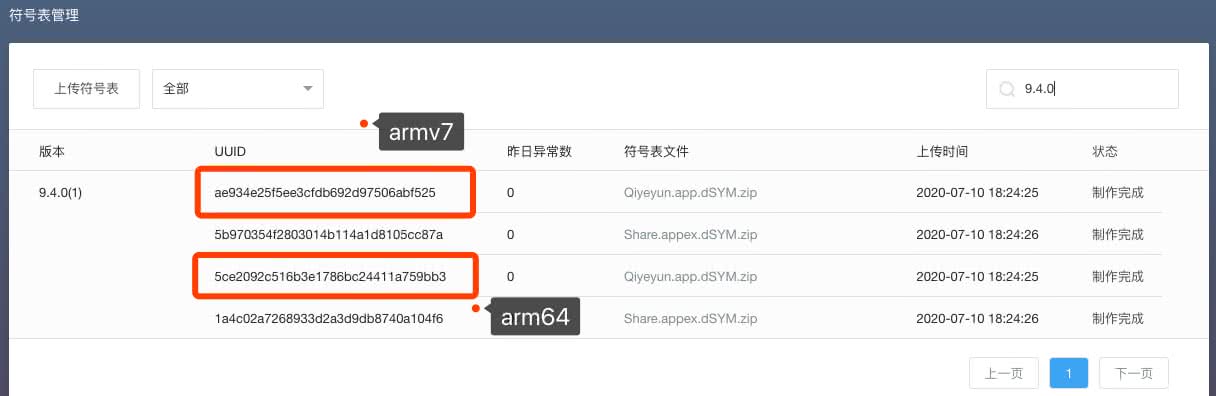 符号表管理
上传符号表 全部 9.4.0
armv7
版本 UUID 昨日异常数 符号表文件 上传时间 状态
9.4.0(1) ae934e25f5ee3cfdb692d97506abf525 0 Qiyeyun.app.dSYM.zip 2020-07-10 18:24:25 制作完成
5b970354f2803014b114a1d8105cc87a 0 Share.appex.dSYM.zip 2020-07-10 18:24:26 制作完成
5ce2092c516b3e1786bc24411a759bb3 0 Qiyeyun.app.dSYM.zip 2020-07-10 18:24:25 制作完成
arm64
1a4c02a7268933d2a3d9db8740a104f6 Share.appex.dSYM.zip 2020-07-10 18:24:26 制作完成
上一页 1 下一页